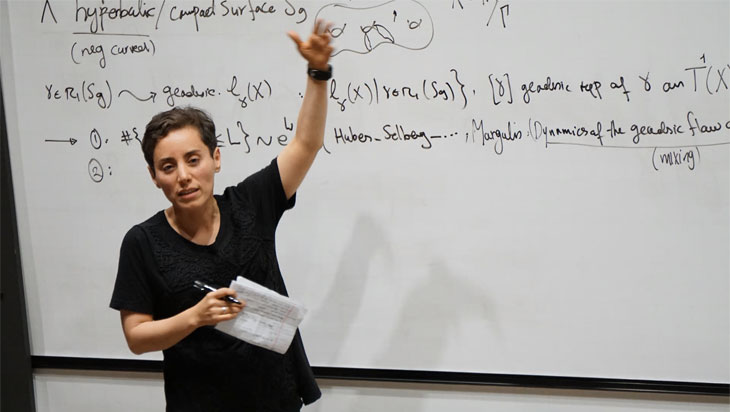 hyperbolic / compact surface Sg
(neg curved)
γ∈π₁(Sg) ⤳ geodesic. ℓγ(X) : ℓγ(X) | γ∈π₁(Sg)}. [γ] geodesic rep of γ on T¹(X)
→ ①. #{ ≤ L} ~ e^L (Huber-Selberg-..., Margulis. (Dynamics of the geodesic flow
②: (mixing)